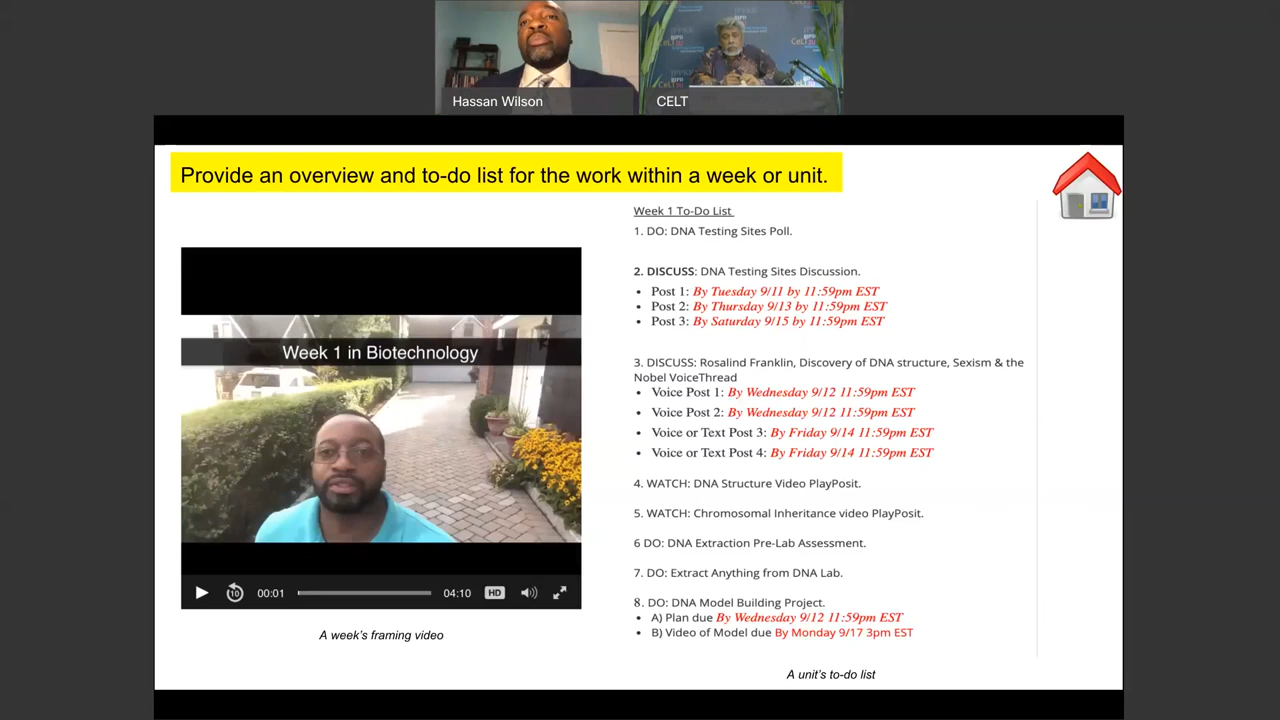 Hassan Wilson
CELT
Provide an overview and to-do list for the work within a week or unit.
Week 1 in Biotechnology
10
00:01
04:10
HD
A week's framing video
Week 1 To-Do List
1. DO: DNA Testing Sites Poll.
2. DISCUSS: DNA Testing Sites Discussion.
• Post 1: By Tuesday 9/11 by 11:59pm EST
• Post 2: By Thursday 9/13 by 11:59pm EST
• Post 3: By Saturday 9/15 by 11:59pm EST
3. DISCUSS: Rosalind Franklin, Discovery of DNA structure, Sexism & the
Nobel VoiceThread
• Voice Post 1: By Wednesday 9/12 11:59pm EST
• Voice Post 2: By Wednesday 9/12 11:59pm EST
• Voice or Text Post 3: By Friday 9/14 11:59pm EST
• Voice or Text Post 4: By Friday 9/14 11:59pm EST
4. WATCH: DNA Structure Video PlayPosit.
5. WATCH: Chromosomal Inheritance video PlayPosit.
6 DO: DNA Extraction Pre-Lab Assessment.
7. DO: Extract Anything from DNA Lab.
8. DO: DNA Model Building Project.
• A) Plan due By Wednesday 9/12 11:59pm EST
• B) Video of Model due By Monday 9/17 3pm EST
A unit's to-do list